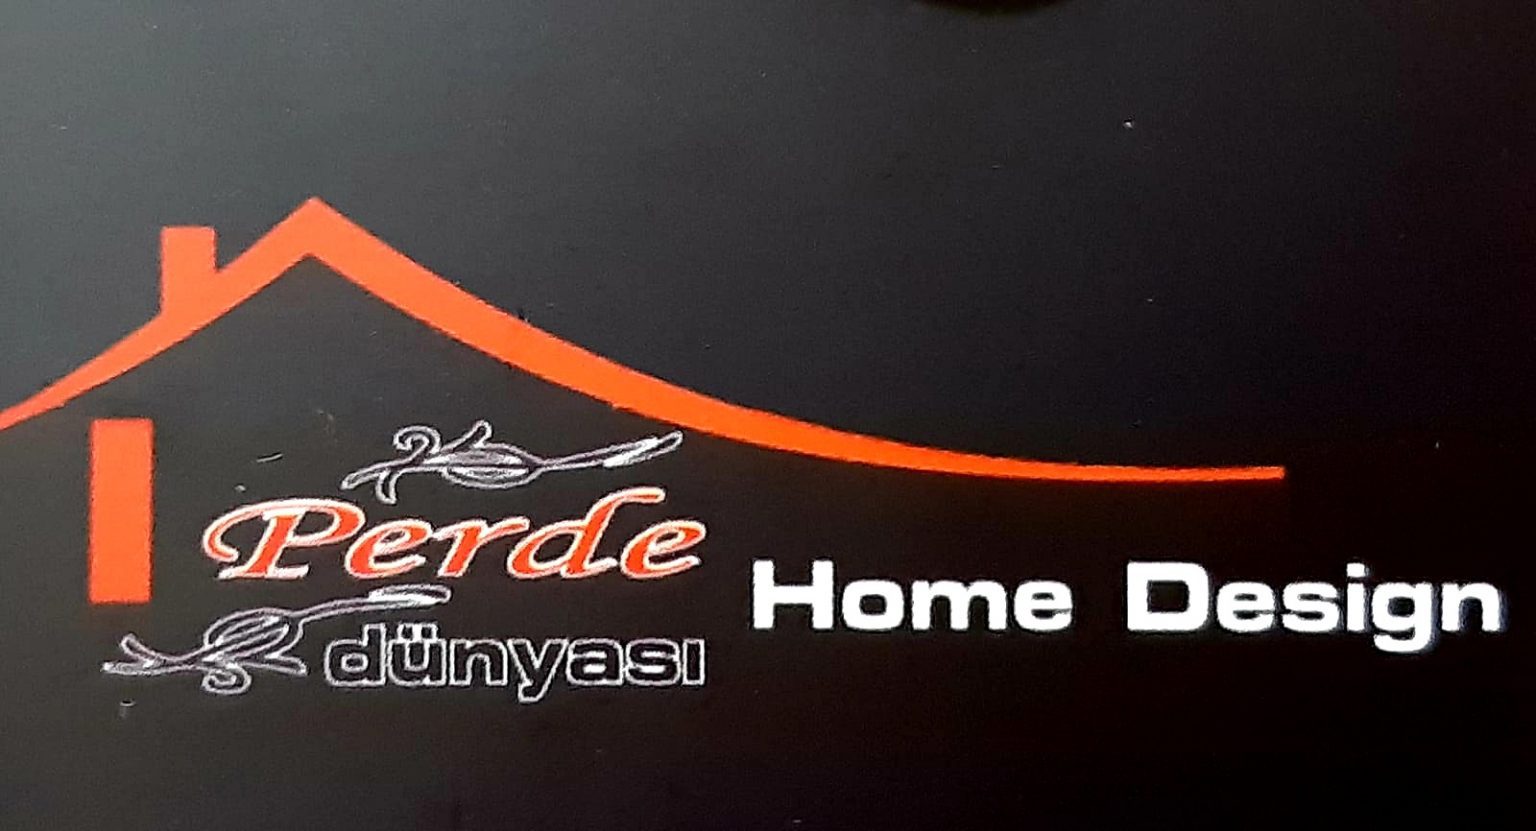 Perde
dünyası
Home Design